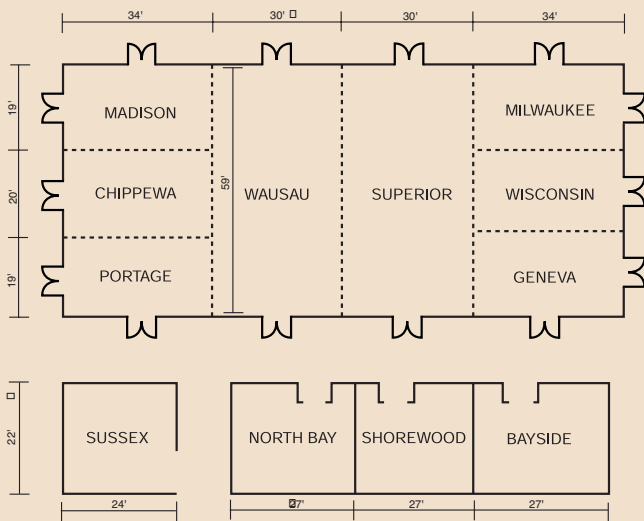 34' 30' 30' 34'
19'
MADISON
MILWAUKEE
20'
CHIPPEWA
59'
WAUSAU
SUPERIOR
WISCONSIN
19'
PORTAGE
GENEVA
22'
SUSSEX
NORTH BAY
SHOREWOOD
BAYSIDE
24' 27' 27' 27'